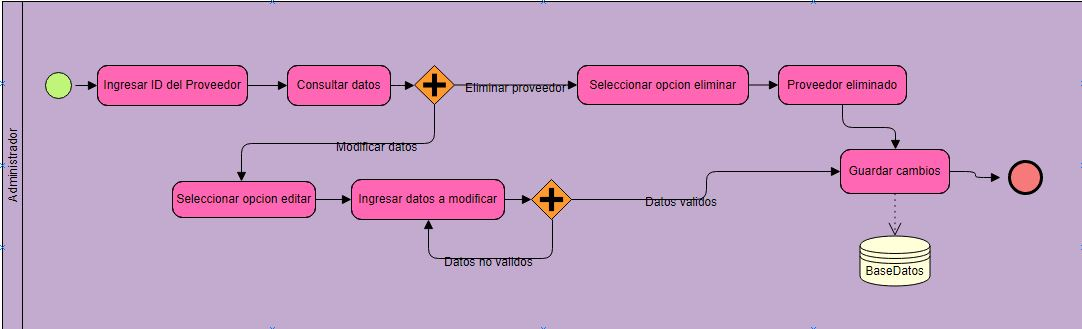 Administrador
Ingresar ID del Proveedor
Consultar datos
Eliminar proveedor
Seleccionar opcion eliminar
Proveedor eliminado
Modificar datos
Guardar cambios
Seleccionar opcion editar
Ingresar datos a modificar
Datos validos
Datos no validos
BaseDatos